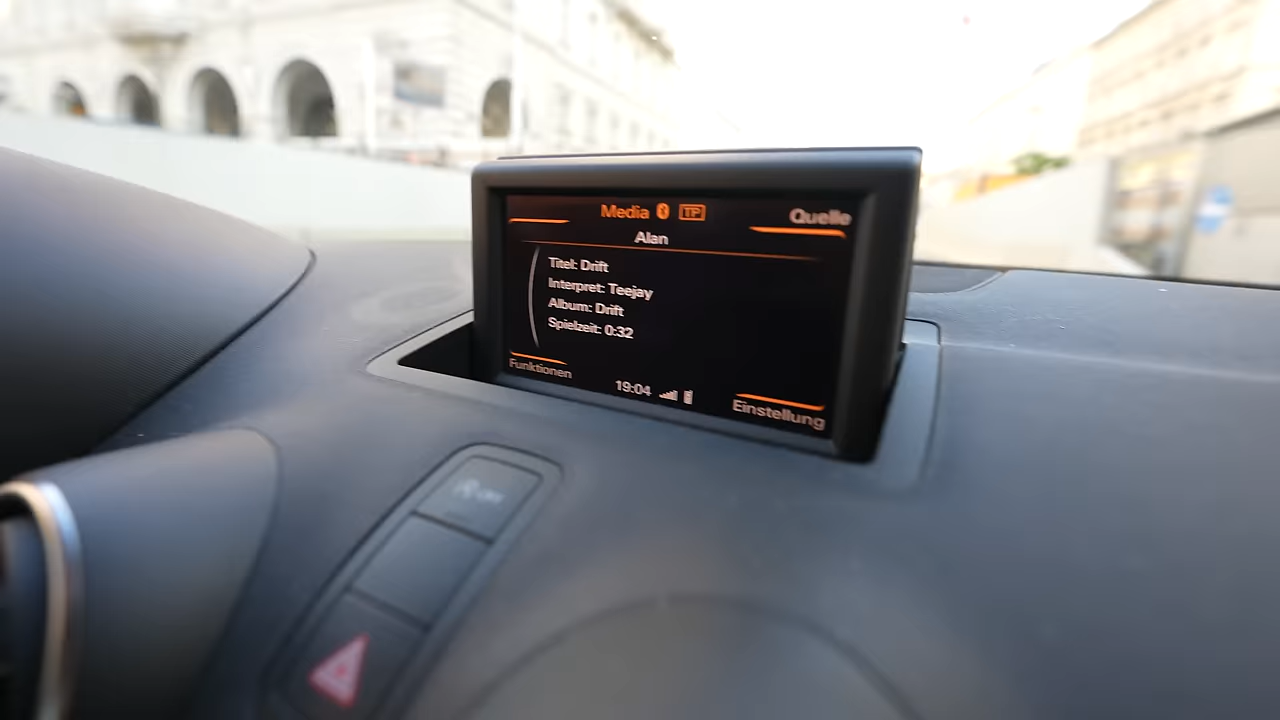 Media TP
Quelle
Alan
Titel: Drift
Interpret: Teejay
Album: Drift
Spielzeit: 0:32
Funktionen
19:04
Einstellung